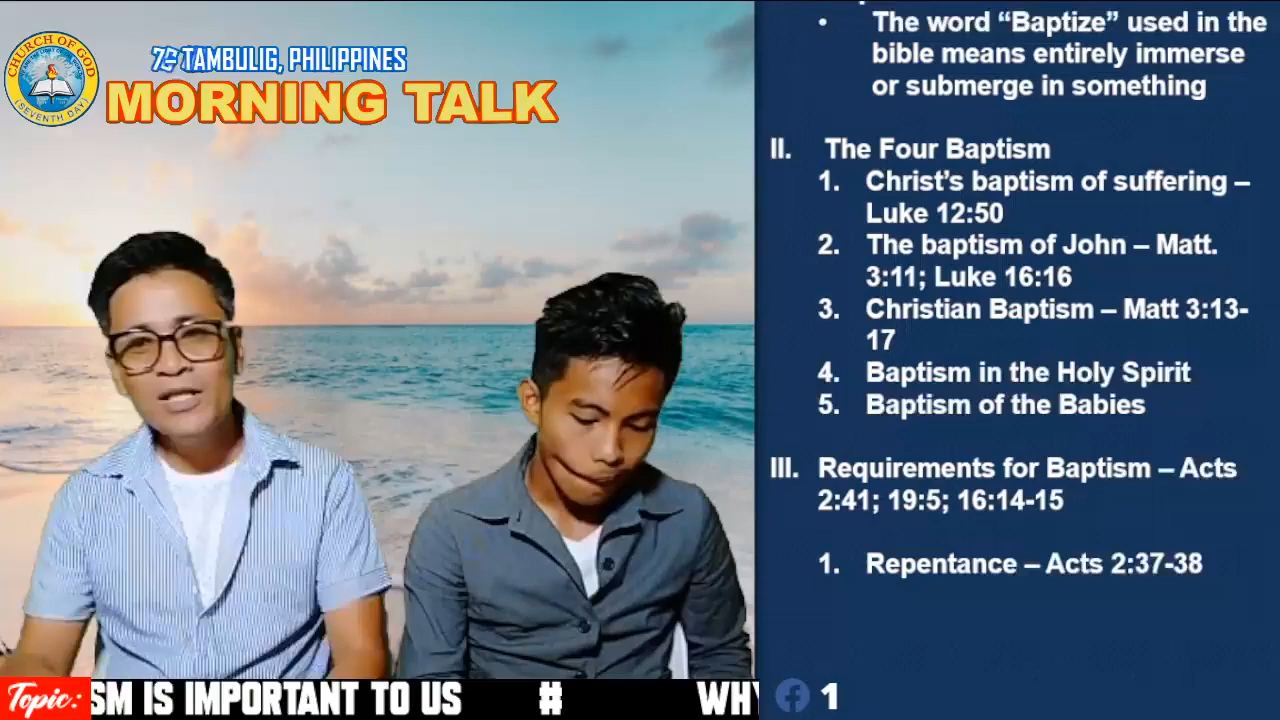 CHURCH OF GOD
(SEVENTH DAY)
TAMBULIG, PHILIPPINES
MORNING TALK
• The word “Baptize” used in the
bible means entirely immerse
or submerge in something
II. The Four Baptism
1. Christ’s baptism of suffering –
Luke 12:50
2. The baptism of John – Matt.
3:11; Luke 16:16
3. Christian Baptism – Matt 3:13-
17
4. Baptism in the Holy Spirit
5. Baptism of the Babies
III. Requirements for Baptism – Acts
2:41; 19:5; 16:14-15
1. Repentance – Acts 2:37-38
Topic: SM IS IMPORTANT TO US # WHY
1